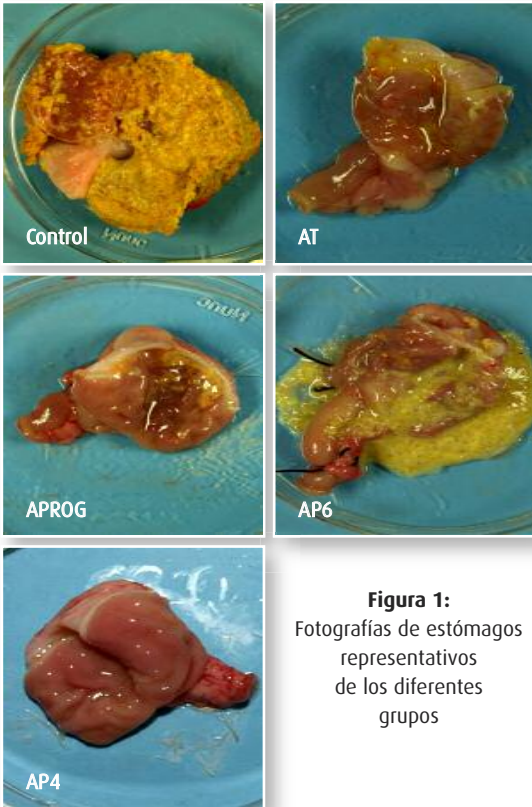 Control
AT
APROG
AP6
AP4
Figura 1:
Fotografías de estómagos
representativos
de los diferentes
grupos